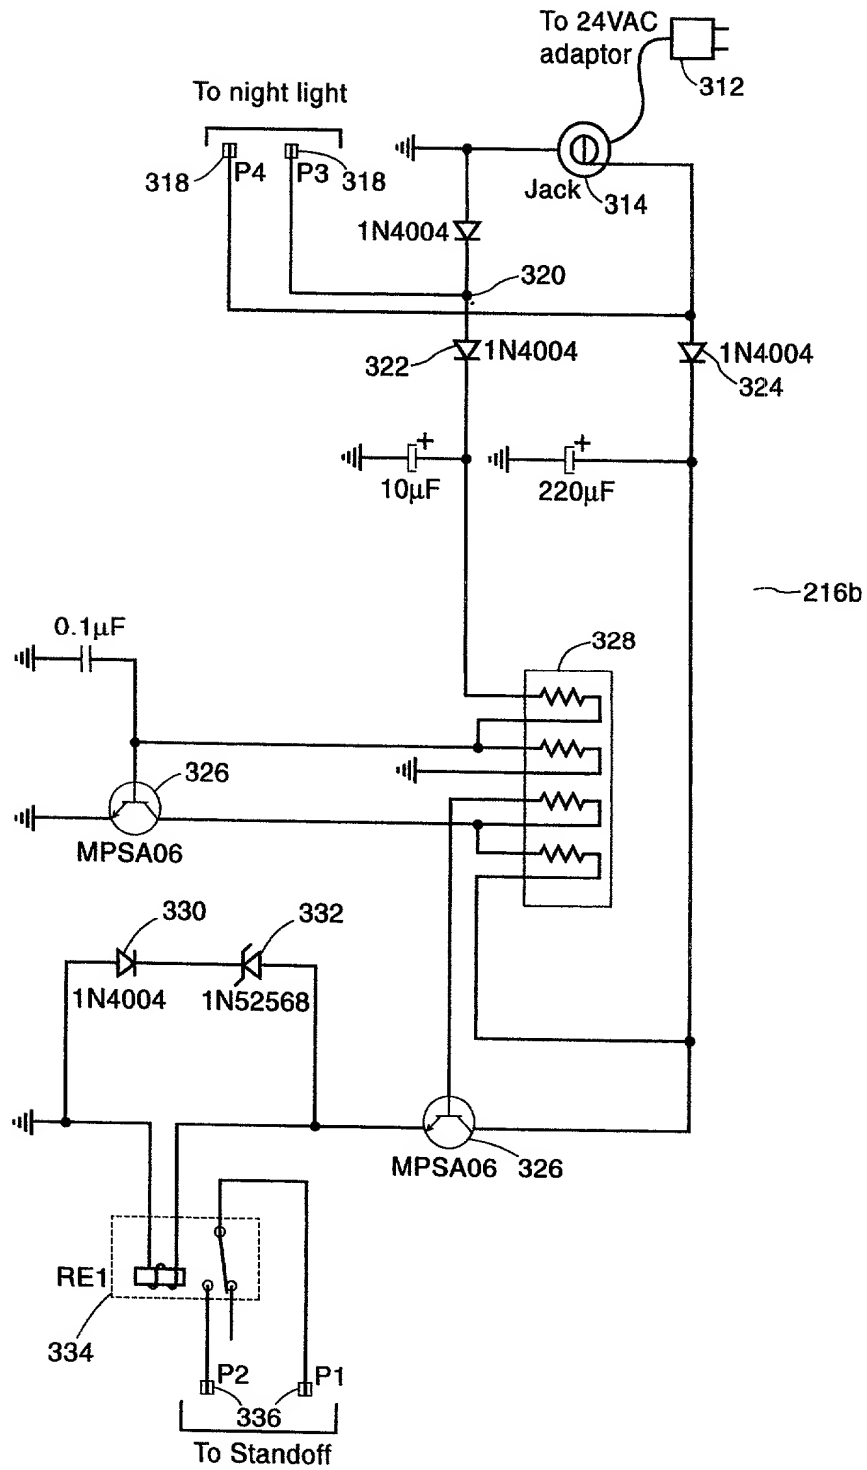 To 24VAC
adaptor
312
To night light
318
P4
P3
318
Jack
314
1N4004
320
322
1N4004
1N4004
324
+
10µF
+
220µF
216b
0.1µF
328
326
MPSA06
330
332
1N4004
1N52568
MPSA06
326
RE1
334
P2
P1
336
To Standoff